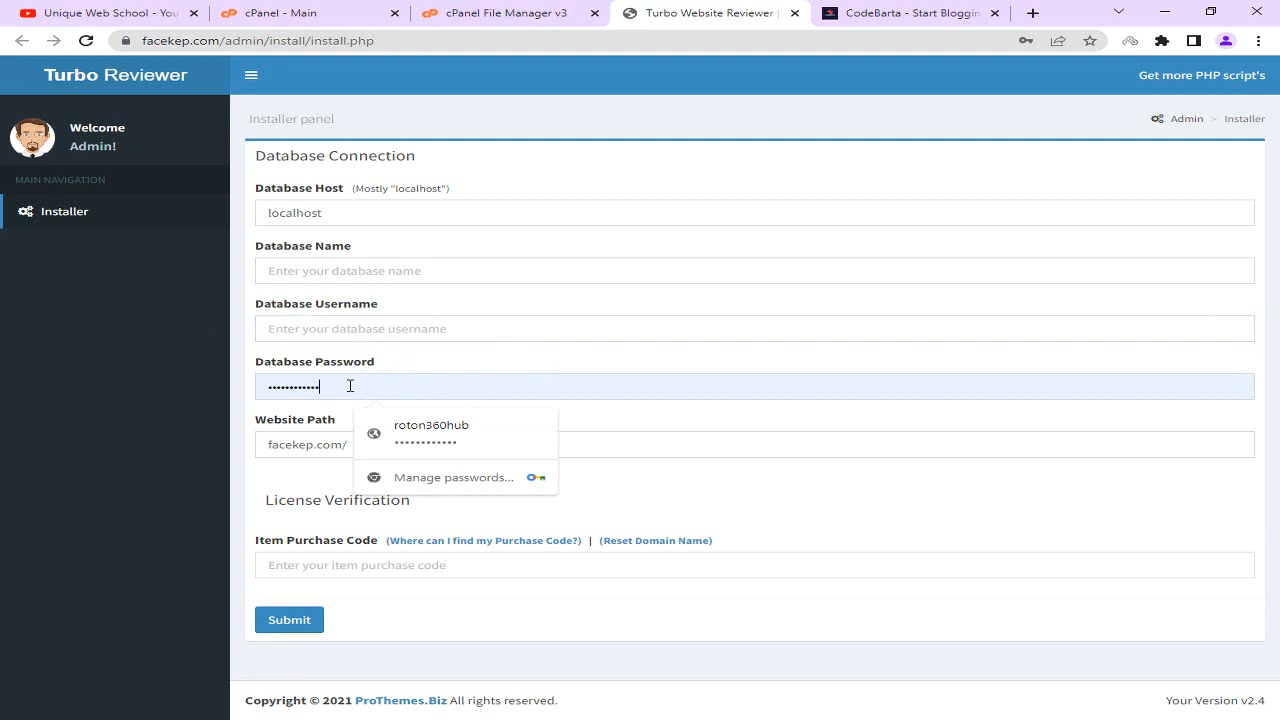 Unique Web School - You
cPanel - Main
cPanel File Manager v3
Turbo Website Reviewer |
CodeBarta - Start Bloggin
facekep.com/admin/install/install.php
Turbo Reviewer
Get more PHP script's
Welcome
Admin!
MAIN NAVIGATION
Installer
Installer panel
Admin > Installer
Database Connection
Database Host (Mostly "localhost")
localhost
Database Name
Enter your database name
Database Username
Enter your database username
Database Password
••••••••••••
Website Path
facekep.com/
roton360hub
••••••••••••
Manage passwords...
License Verification
Item Purchase Code (Where can I find my Purchase Code?) | (Reset Domain Name)
Enter your item purchase code
Submit
Copyright © 2021 ProThemes.Biz All rights reserved.
Your Version v2.4